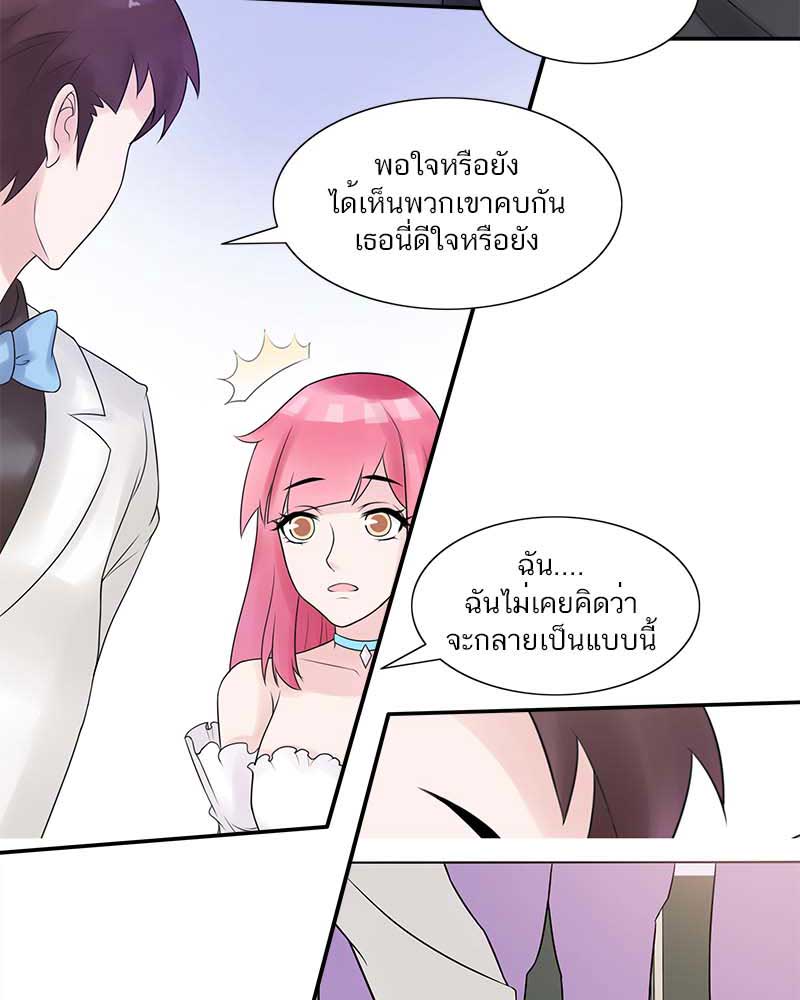 พอใจหรือยัง
ได้เห็นพวกเขาคบกัน
เธอนี่ดีใจหรือยัง
ฉัน....
ฉันไม่เคยคิดว่า
จะกลายเป็นแบบนี้